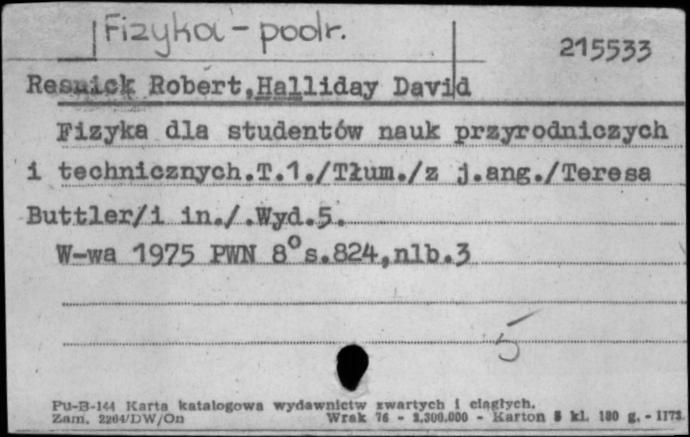 Fizyka - podr.
215533
Resnick Robert, Halliday David
Fizyka dla studentów nauk przyrodniczych
i technicznych.T.1./Tłum./z j.ang./Teresa
Buttler/i in./.Wyd.5.
W-wa 1975 PWN 8° s.824,nlb.3
5
Pu-B-144 Karta katalogowa wydawnictw zwartych i ciągłych.
Zam. 2264/DW/On Wrak 76 - 2.300.000 - Karton 5 kl. 180 g. - 1173